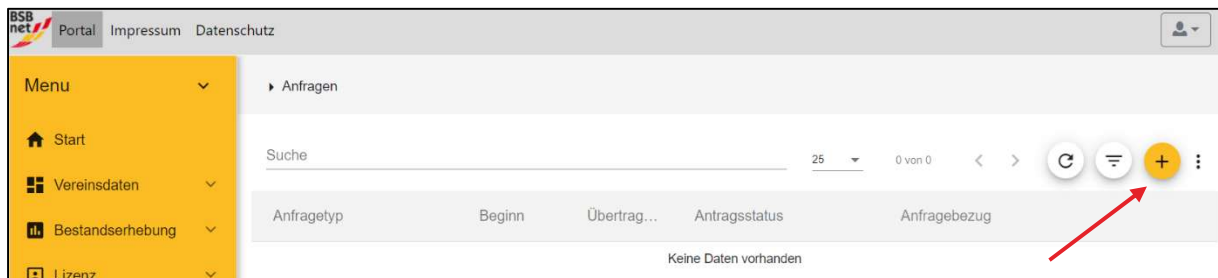 BSB
net
Portal Impressum Datenschutz
Menu
Anfragen
Start
Suche
25
0 von 0
Vereinsdaten
Anfragetyp Beginn Übertrag... Antragsstatus Anfragebezug
Bestandserhebung
Keine Daten vorhanden
Lizenz